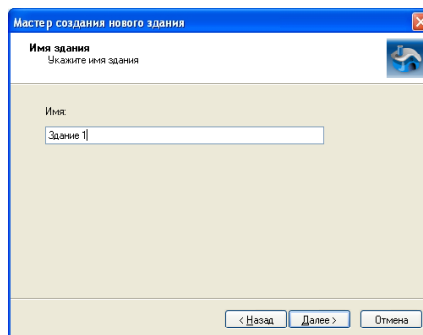 Мастер создания нового здания
Имя здания
Укажите имя здания
Имя:
Здание 1
< Назад Далее > Отмена